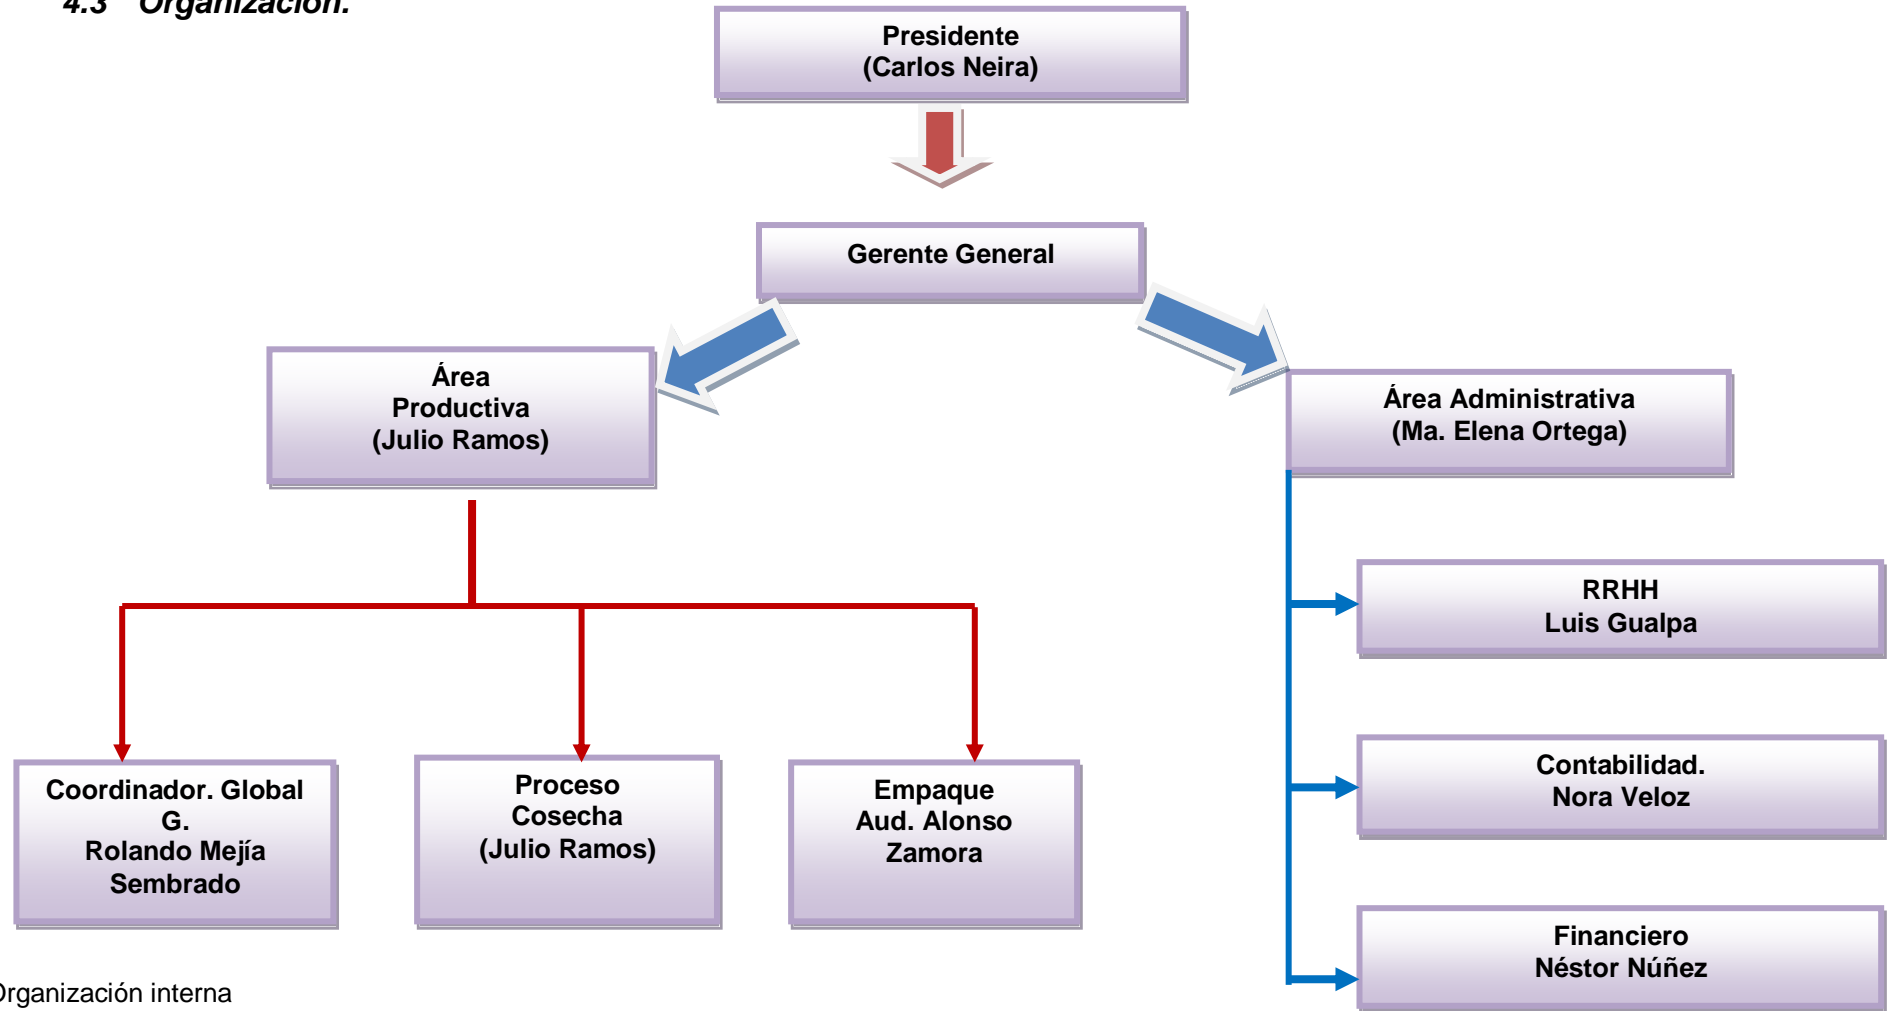 4.3 Organización.
Presidente
(Carlos Neira)
Gerente General
Área
Productiva
(Julio Ramos)
Área Administrativa
(Ma. Elena Ortega)
RRHH
Luis Gualpa
Contabilidad.
Nora Veloz
Financiero
Néstor Núñez
Coordinador. Global
G.
Rolando Mejía
Sembrado
Proceso
Cosecha
(Julio Ramos)
Empaque
Aud. Alonso
Zamora
Organización interna